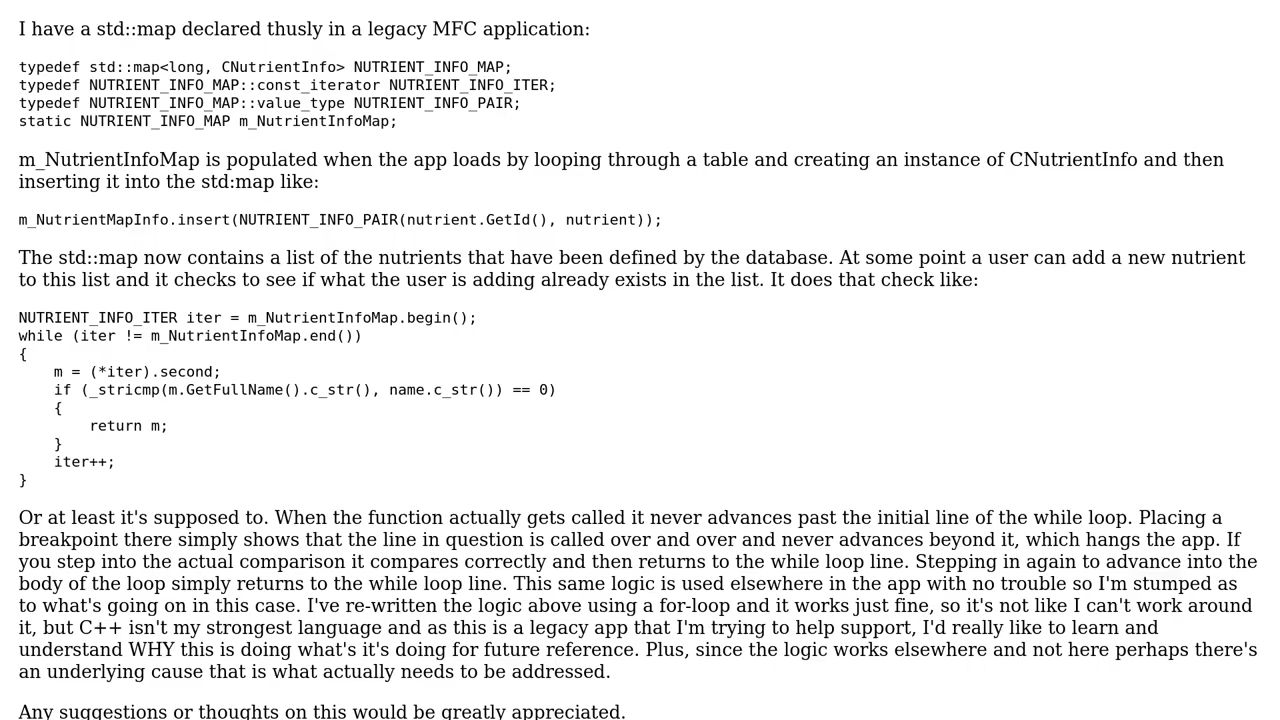 I have a std::map declared thusly in a legacy MFC application:
typedef std::map<long, CNutrientInfo> NUTRIENT_INFO_MAP;
typedef NUTRIENT_INFO_MAP::const_iterator NUTRIENT_INFO_ITER;
typedef NUTRIENT_INFO_MAP::value_type NUTRIENT_INFO_PAIR;
static NUTRIENT_INFO_MAP m_NutrientInfoMap;
m_NutrientInfoMap is populated when the app loads by looping through a table and creating an instance of CNutrientInfo and then
inserting it into the std:map like:
m_NutrientMapInfo.insert(NUTRIENT_INFO_PAIR(nutrient.GetId(), nutrient));
The std::map now contains a list of the nutrients that have been defined by the database. At some point a user can add a new nutrient
to this list and it checks to see if what the user is adding already exists in the list. It does that check like:
NUTRIENT_INFO_ITER iter = m_NutrientInfoMap.begin();
while (iter != m_NutrientInfoMap.end())
{
    m = (*iter).second;
    if (_stricmp(m.GetFullName().c_str(), name.c_str()) == 0)
    {
        return m;
    }
    iter++;
}
Or at least it's supposed to. When the function actually gets called it never advances past the initial line of the while loop. Placing a
breakpoint there simply shows that the line in question is called over and over and never advances beyond it, which hangs the app. If
you step into the actual comparison it compares correctly and then returns to the while loop line. Stepping in again to advance into the
body of the loop simply returns to the while loop line. This same logic is used elsewhere in the app with no trouble so I'm stumped as
to what's going on in this case. I've re-written the logic above using a for-loop and it works just fine, so it's not like I can't work around
it, but C++ isn't my strongest language and as this is a legacy app that I'm trying to help support, I'd really like to learn and
understand WHY this is doing what's it's doing for future reference. Plus, since the logic works elsewhere and not here perhaps there's
an underlying cause that is what actually needs to be addressed.
Any suggestions or thoughts on this would be greatly appreciated.